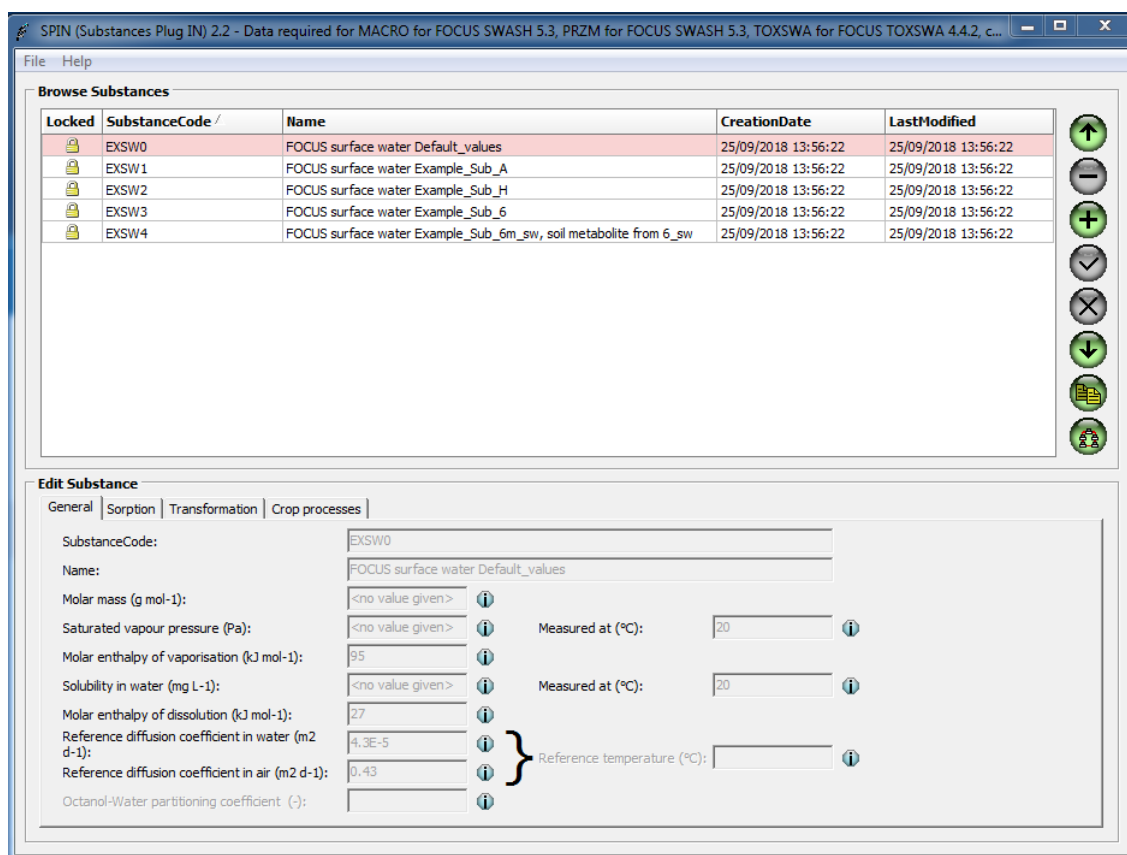 SPIN (Substances Plug IN) 2.2 - Data required for MACRO for FOCUS SWASH 5.3, PRZM for FOCUS SWASH 5.3, TOXSWA for FOCUS TOXSWA 4.4.2, c...
File Help
Browse Substances
Locked SubstanceCode Name CreationDate LastModified
EXSW0 FOCUS surface water Default_values 25/09/2018 13:56:22 25/09/2018 13:56:22
EXSW1 FOCUS surface water Example_Sub_A 25/09/2018 13:56:22 25/09/2018 13:56:22
EXSW2 FOCUS surface water Example_Sub_H 25/09/2018 13:56:22 25/09/2018 13:56:22
EXSW3 FOCUS surface water Example_Sub_6 25/09/2018 13:56:22 25/09/2018 13:56:22
EXSW4 FOCUS surface water Example_Sub_6m_sw, soil metabolite from 6_sw 25/09/2018 13:56:22 25/09/2018 13:56:22
Edit Substance
General Sorption Transformation Crop processes
SubstanceCode: EXSW0
Name: FOCUS surface water Default_values
Molar mass (g mol-1): <no value given>
Saturated vapour pressure (Pa): <no value given> Measured at (ºC): 20
Molar enthalpy of vaporisation (kJ mol-1): 95
Solubility in water (mg L-1): <no value given> Measured at (ºC): 20
Molar enthalpy of dissolution (kJ mol-1): 27
Reference diffusion coefficient in water (m2
d-1): 4.3E-5
Reference temperature (ºC):
Reference diffusion coefficient in air (m2 d-1): 0.43
Octanol-Water partitioning coefficient (-):